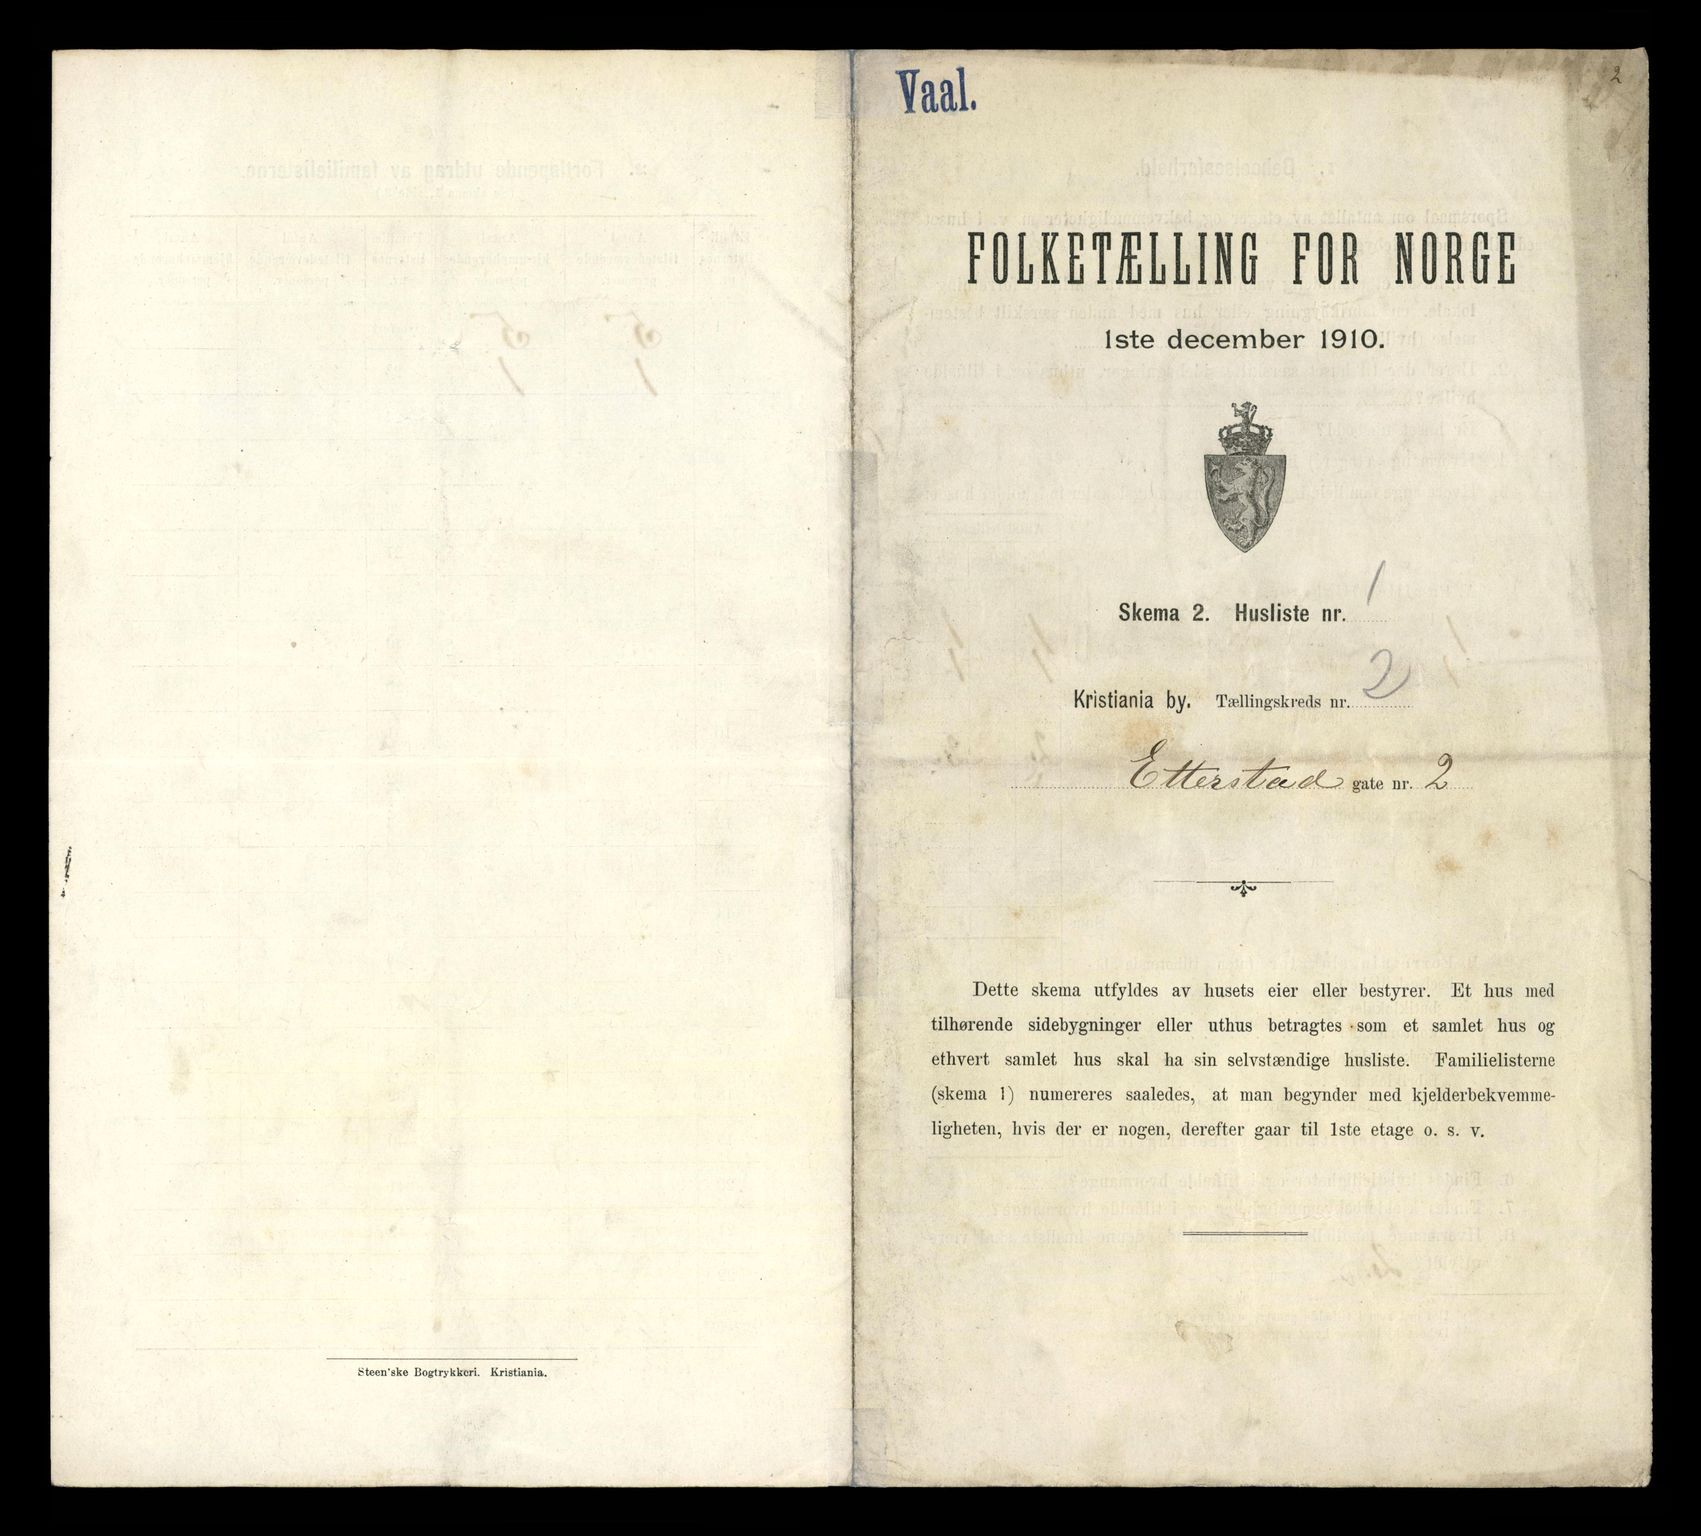 Steen'ske Bogtrykkeri. Kristiania.
Vaal.
2
FOLKETÆLLING FOR NORGE
1ste december 1910.
Skema 2. Husliste nr. 1
Kristiania by. Tællingskreds nr. 2
Etterstad gate nr. 2
Dette skema utfyldes av husets eier eller bestyrer. Et hus med
tilhørende sidebygninger eller uthus betragtes som et samlet hus og
ethvert samlet hus skal ha sin selvstændige husliste. Familielisterne
(skema 1) numereres saaledes, at man begynder med kjelderbekvemme-
ligheten, hvis der er nogen, derefter gaar til 1ste etage o. s. v.